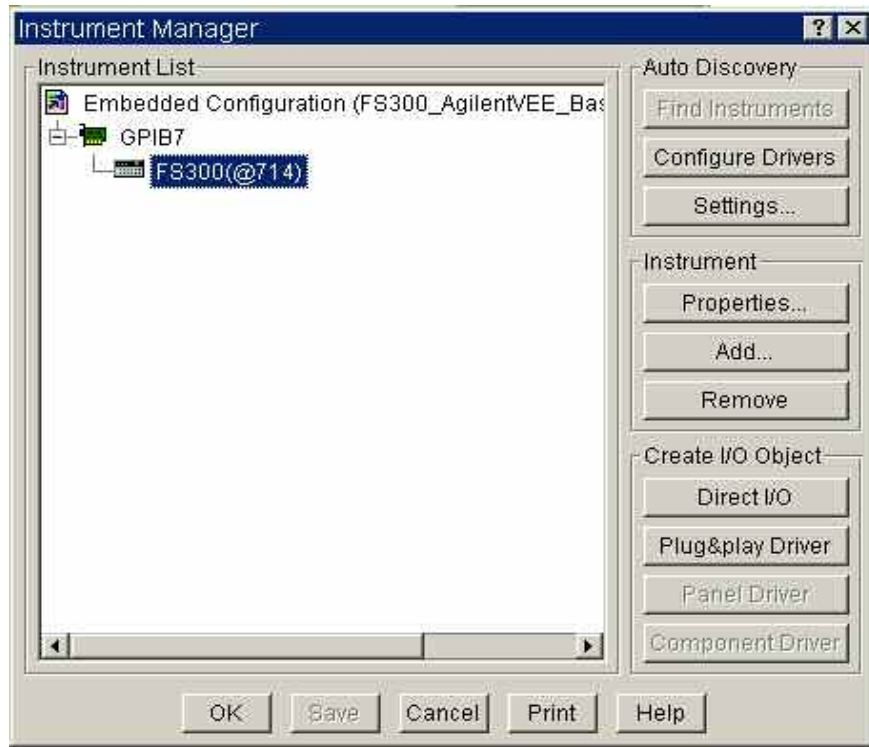 Instrument Manager
Instrument List
Embedded Configuration (FS300_AgilentVEE_Bas
GPIB7
FS300(@714)
Auto Discovery
Find Instruments
Configure Drivers
Settings...
Instrument
Properties...
Add...
Remove
Create I/O Object
Direct I/O
Plug&play Driver
Panel Driver
Component Driver
OK
Save
Cancel
Print
Help